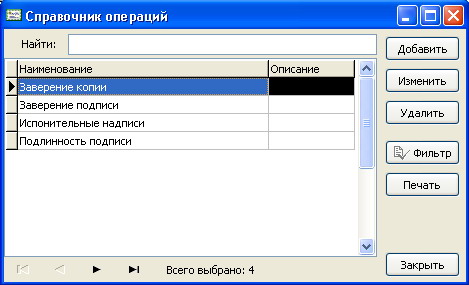 Справочник операций
Найти:
Добавить
Наименование Описание
Изменить
Заверение копии
Заверение подписи
Удалить
Испонительные надписи
Подлинность подписи
Фильтр
Печать
Закрыть
Всего выбрано: 4